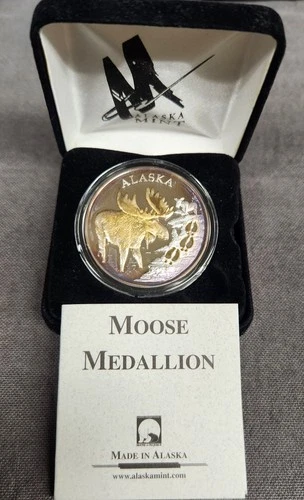 ALASKA
MINT
ALASKA
MOOSE
MEDALLION
MADE IN ALASKA
www.alaskamint.com